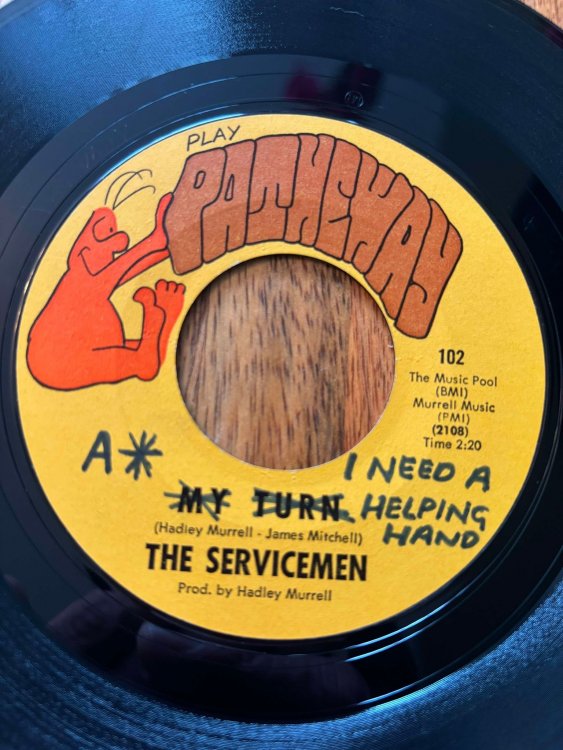 PLAY
PATHEWAY
102
The Music Pool
(BMI)
Murrell Music
(PMI)
(2108)
Time 2:20
A* I NEED A
MY TURN HELPING
HAND
(Hadley Murrell - James Mitchell)
THE SERVICEMEN
Prod. by Hadley Murrell